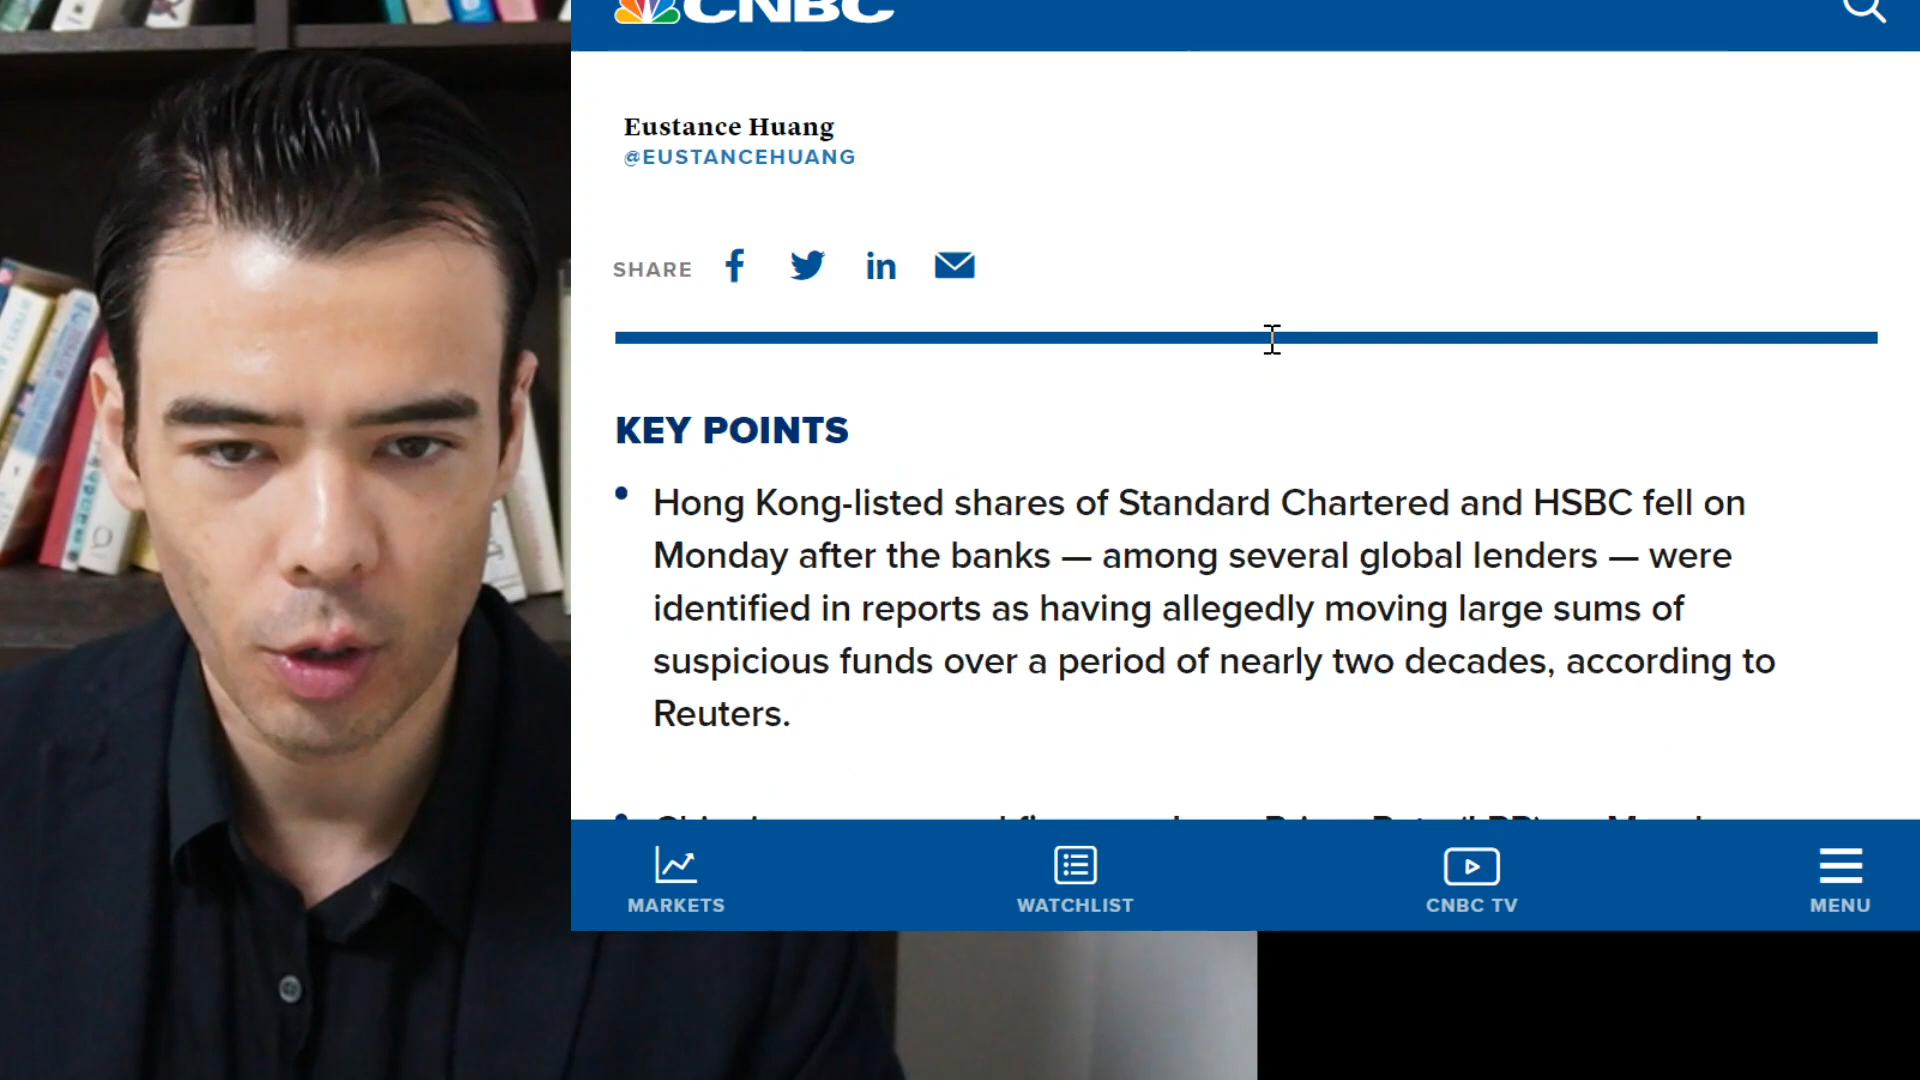 CNBC
Eustance Huang
@EUSTANCEHUANG
SHARE
KEY POINTS
Hong Kong-listed shares of Standard Chartered and HSBC fell on
Monday after the banks — among several global lenders — were
identified in reports as having allegedly moving large sums of
suspicious funds over a period of nearly two decades, according to
Reuters.
MARKETS
WATCHLIST
CNBC TV
MENU